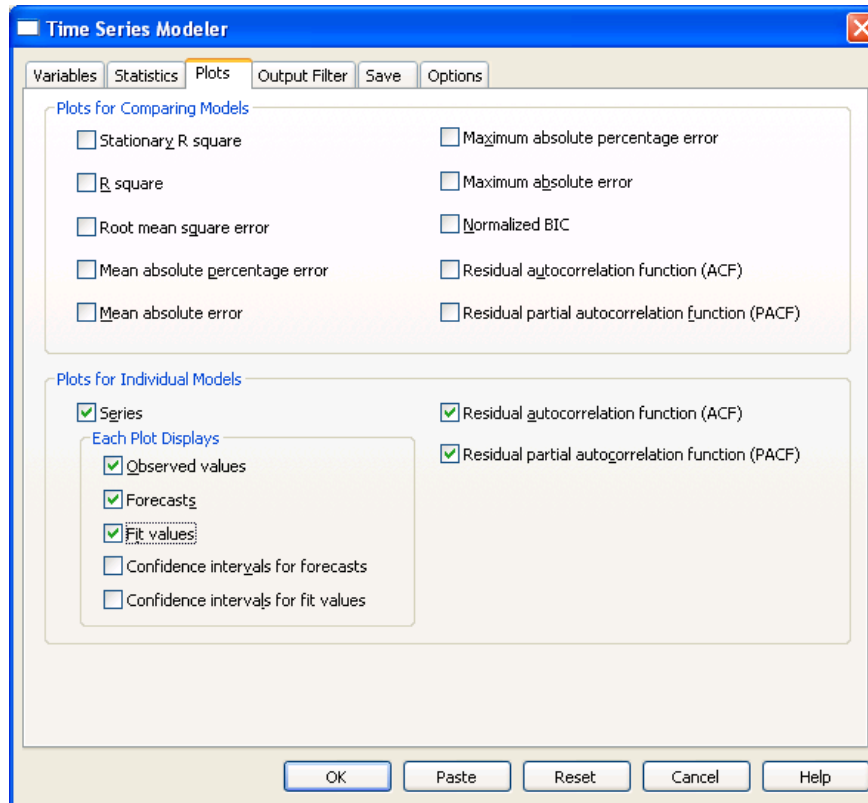 Time Series Modeler
Variables Statistics Plots Output Filter Save Options
Plots for Comparing Models
Stationary R square
R square
Root mean square error
Mean absolute percentage error
Mean absolute error
Maximum absolute percentage error
Maximum absolute error
Normalized BIC
Residual autocorrelation function (ACF)
Residual partial autocorrelation function (PACF)
Plots for Individual Models
Series
Each Plot Displays
Observed values
Forecasts
Fit values
Confidence intervals for forecasts
Confidence intervals for fit values
Residual autocorrelation function (ACF)
Residual partial autocorrelation function (PACF)
OK Paste Reset Cancel Help